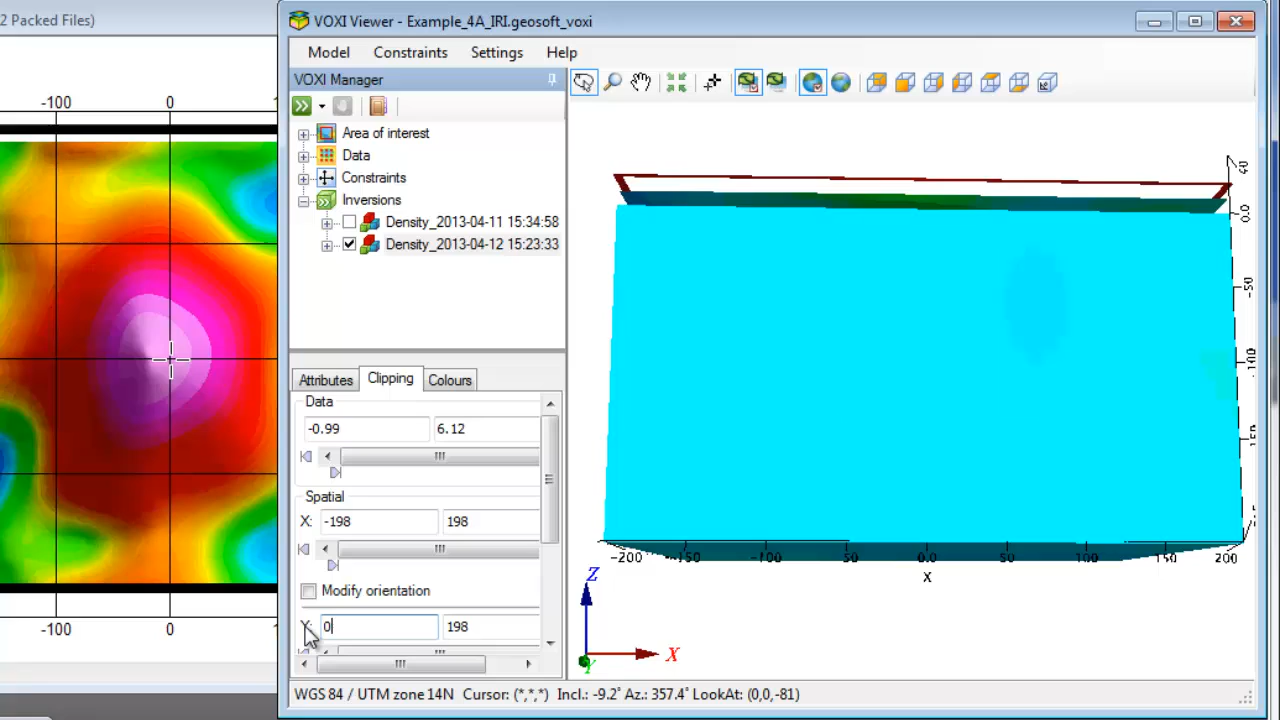 2 Packed Files)
VOXI Viewer - Example_4A_IRI.geosoft_voxi
Model Constraints Settings Help
VOXI Manager
Area of interest
Data
Constraints
Inversions
Density_2013-04-11 15:34:58
Density_2013-04-12 15:23:33
Attributes Clipping Colours
Data
-0.99 6.12
Spatial
X: -198 198
Modify orientation
Y: 0 198
-100 0
-100 0
40
0.0
-50
-100
-200 -150 -100 50 0.0 50 100 150 200
X
Z
X
Y
WGS 84 / UTM zone 14N Cursor: (*,*,*) Incl.: -9.2° Az.: 357.4° LookAt: (0,0,-81)